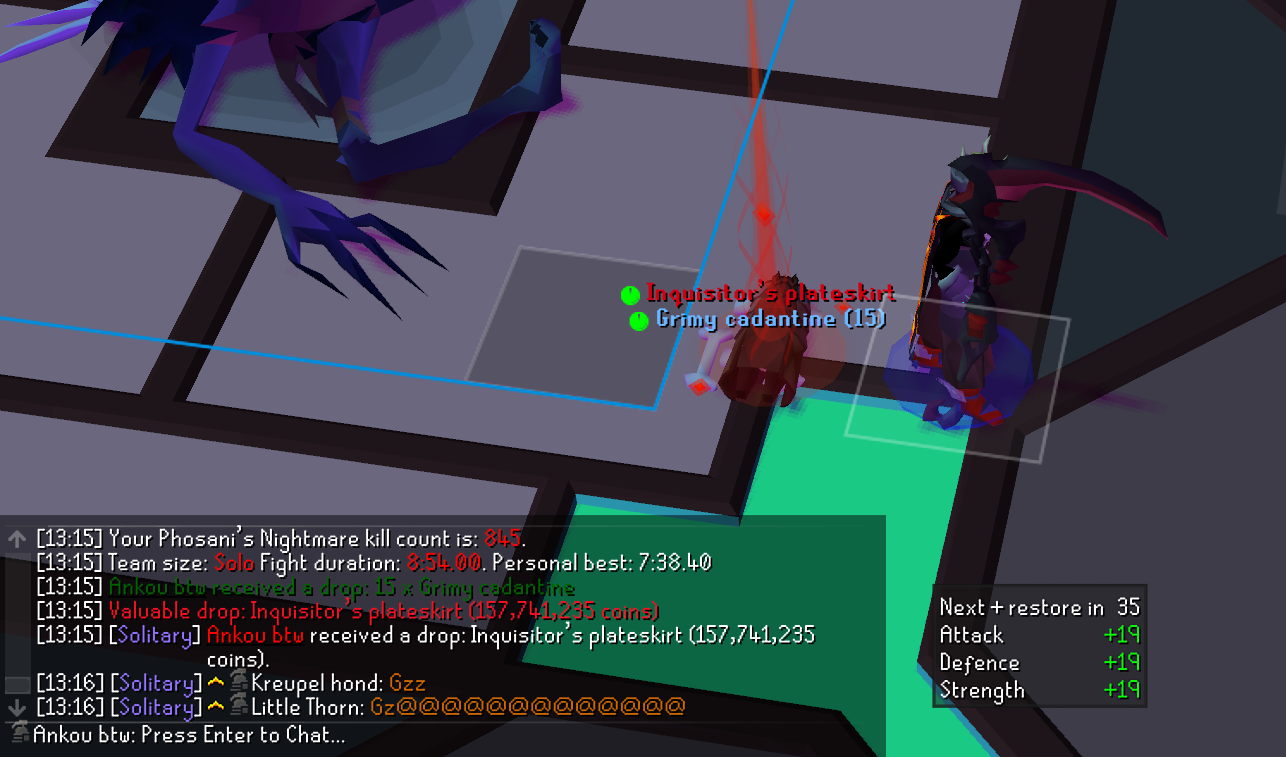 Inquisitor's plateskirt
Grimy cadantine (15)
[13:15] Your Phosani's Nightmare kill count is: 845.
[13:15] Team size: Solo Fight duration: 8:54.00. Personal best: 7:38.40
[13:15] Ankou btw received a drop: 15 x Grimy cadantine
[13:15] Valuable drop: Inquisitor's plateskirt (157,741,235 coins)
[13:15] [Solitary] Ankou btw received a drop: Inquisitor's plateskirt (157,741,235
coins).
[13:16] [Solitary] Kreupel hond: Gzz
[13:16] [Solitary] Little Thorn: Gz@@@@@@@@@@@@@
Ankou btw: Press Enter to Chat...
Next + restore in 35
Attack +19
Defence +19
Strength +19